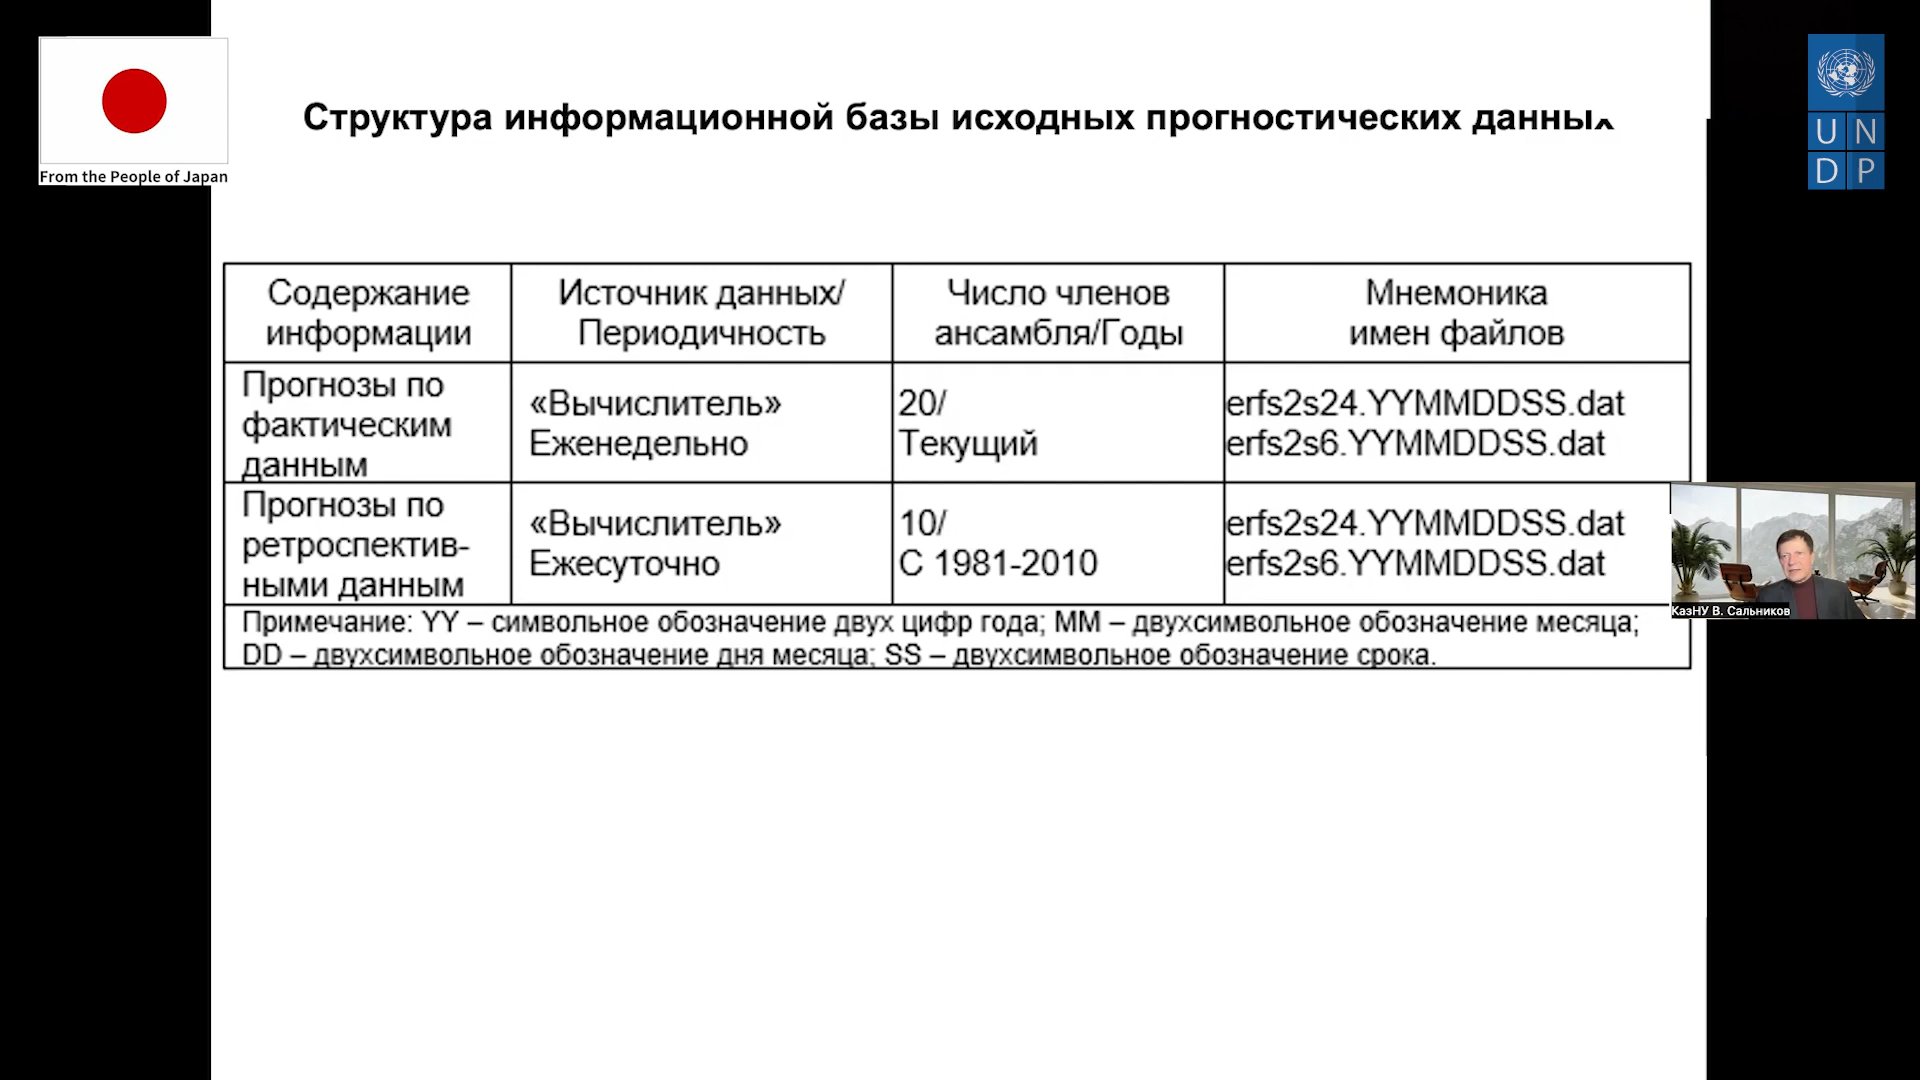 From the People of Japan
U N
D P
Структура информационной базы исходных прогностических данных
Содержание
информации
Источник данных/
Периодичность
Число членов
ансамбля/Годы
Мнемоника
имен файлов
Прогнозы по
фактическим
данным
«Вычислитель»
Еженедельно
20/
Текущий
erfs2s24.YYMMDDSS.dat
erfs2s6.YYMMDDSS.dat
Прогнозы по
ретроспектив-
ными данным
«Вычислитель»
Ежесуточно
10/
С 1981-2010
erfs2s24.YYMMDDSS.dat
erfs2s6.YYMMDDSS.dat
Примечание: YY – символьное обозначение двух цифр года; MM – двухсимвольное обозначение месяца;
DD – двухсимвольное обозначение дня месяца; SS – двухсимвольное обозначение срока.
КазНУ В. Сальников